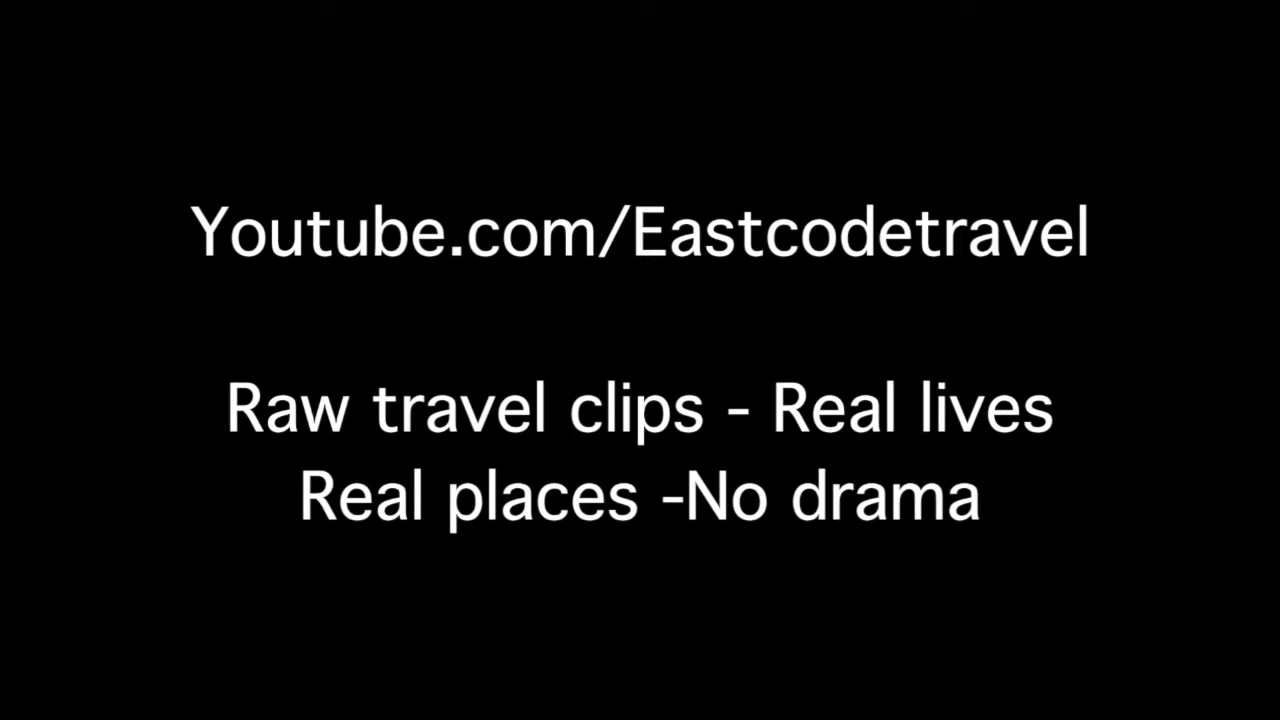 Youtube.com/Eastcodetravel
Raw travel clips - Real lives
Real places -No drama